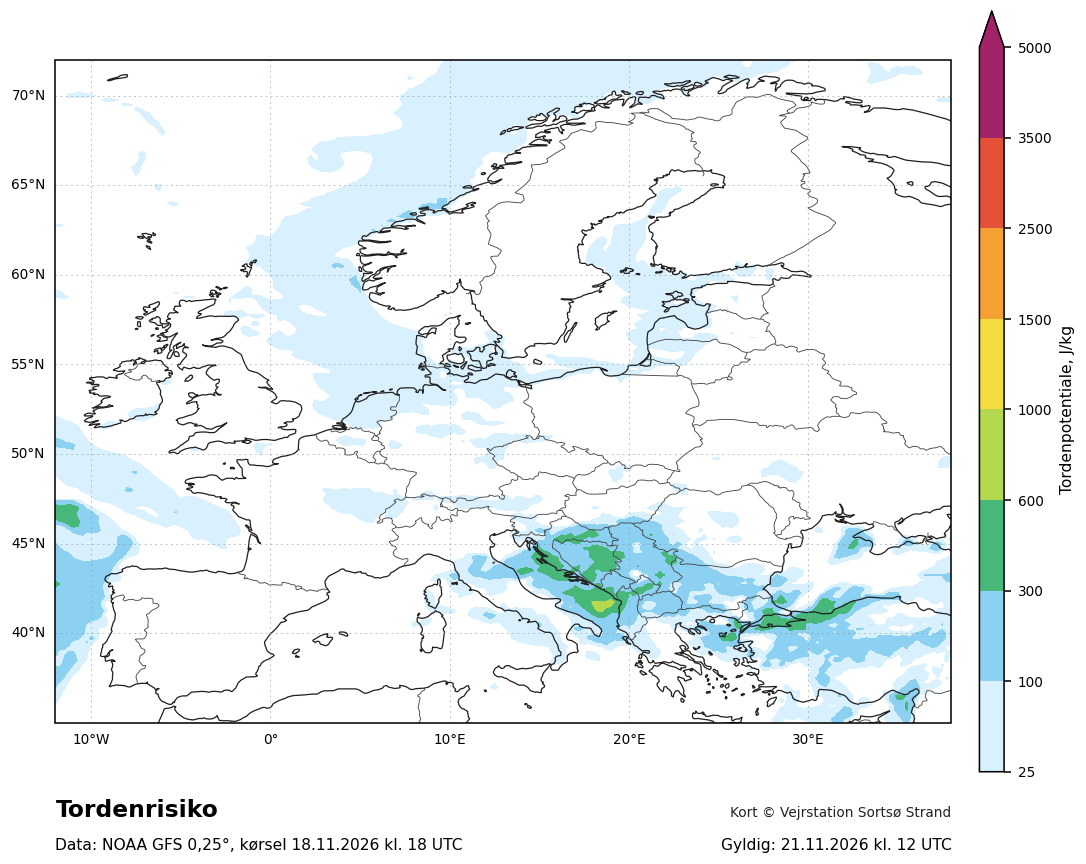 70°N
65°N
60°N
55°N
50°N
45°N
40°N
10°W
0°
10°E
20°E
30°E
5000
3500
2500
1500
1000
600
300
100
25
Tordenpotentiale, J/kg
Tordenrisiko
Kort © Vejrstation Sortsø Strand
Data: NOAA GFS 0,25°, kørsel 18.11.2026 kl. 18 UTC
Gyldig: 21.11.2026 kl. 12 UTC